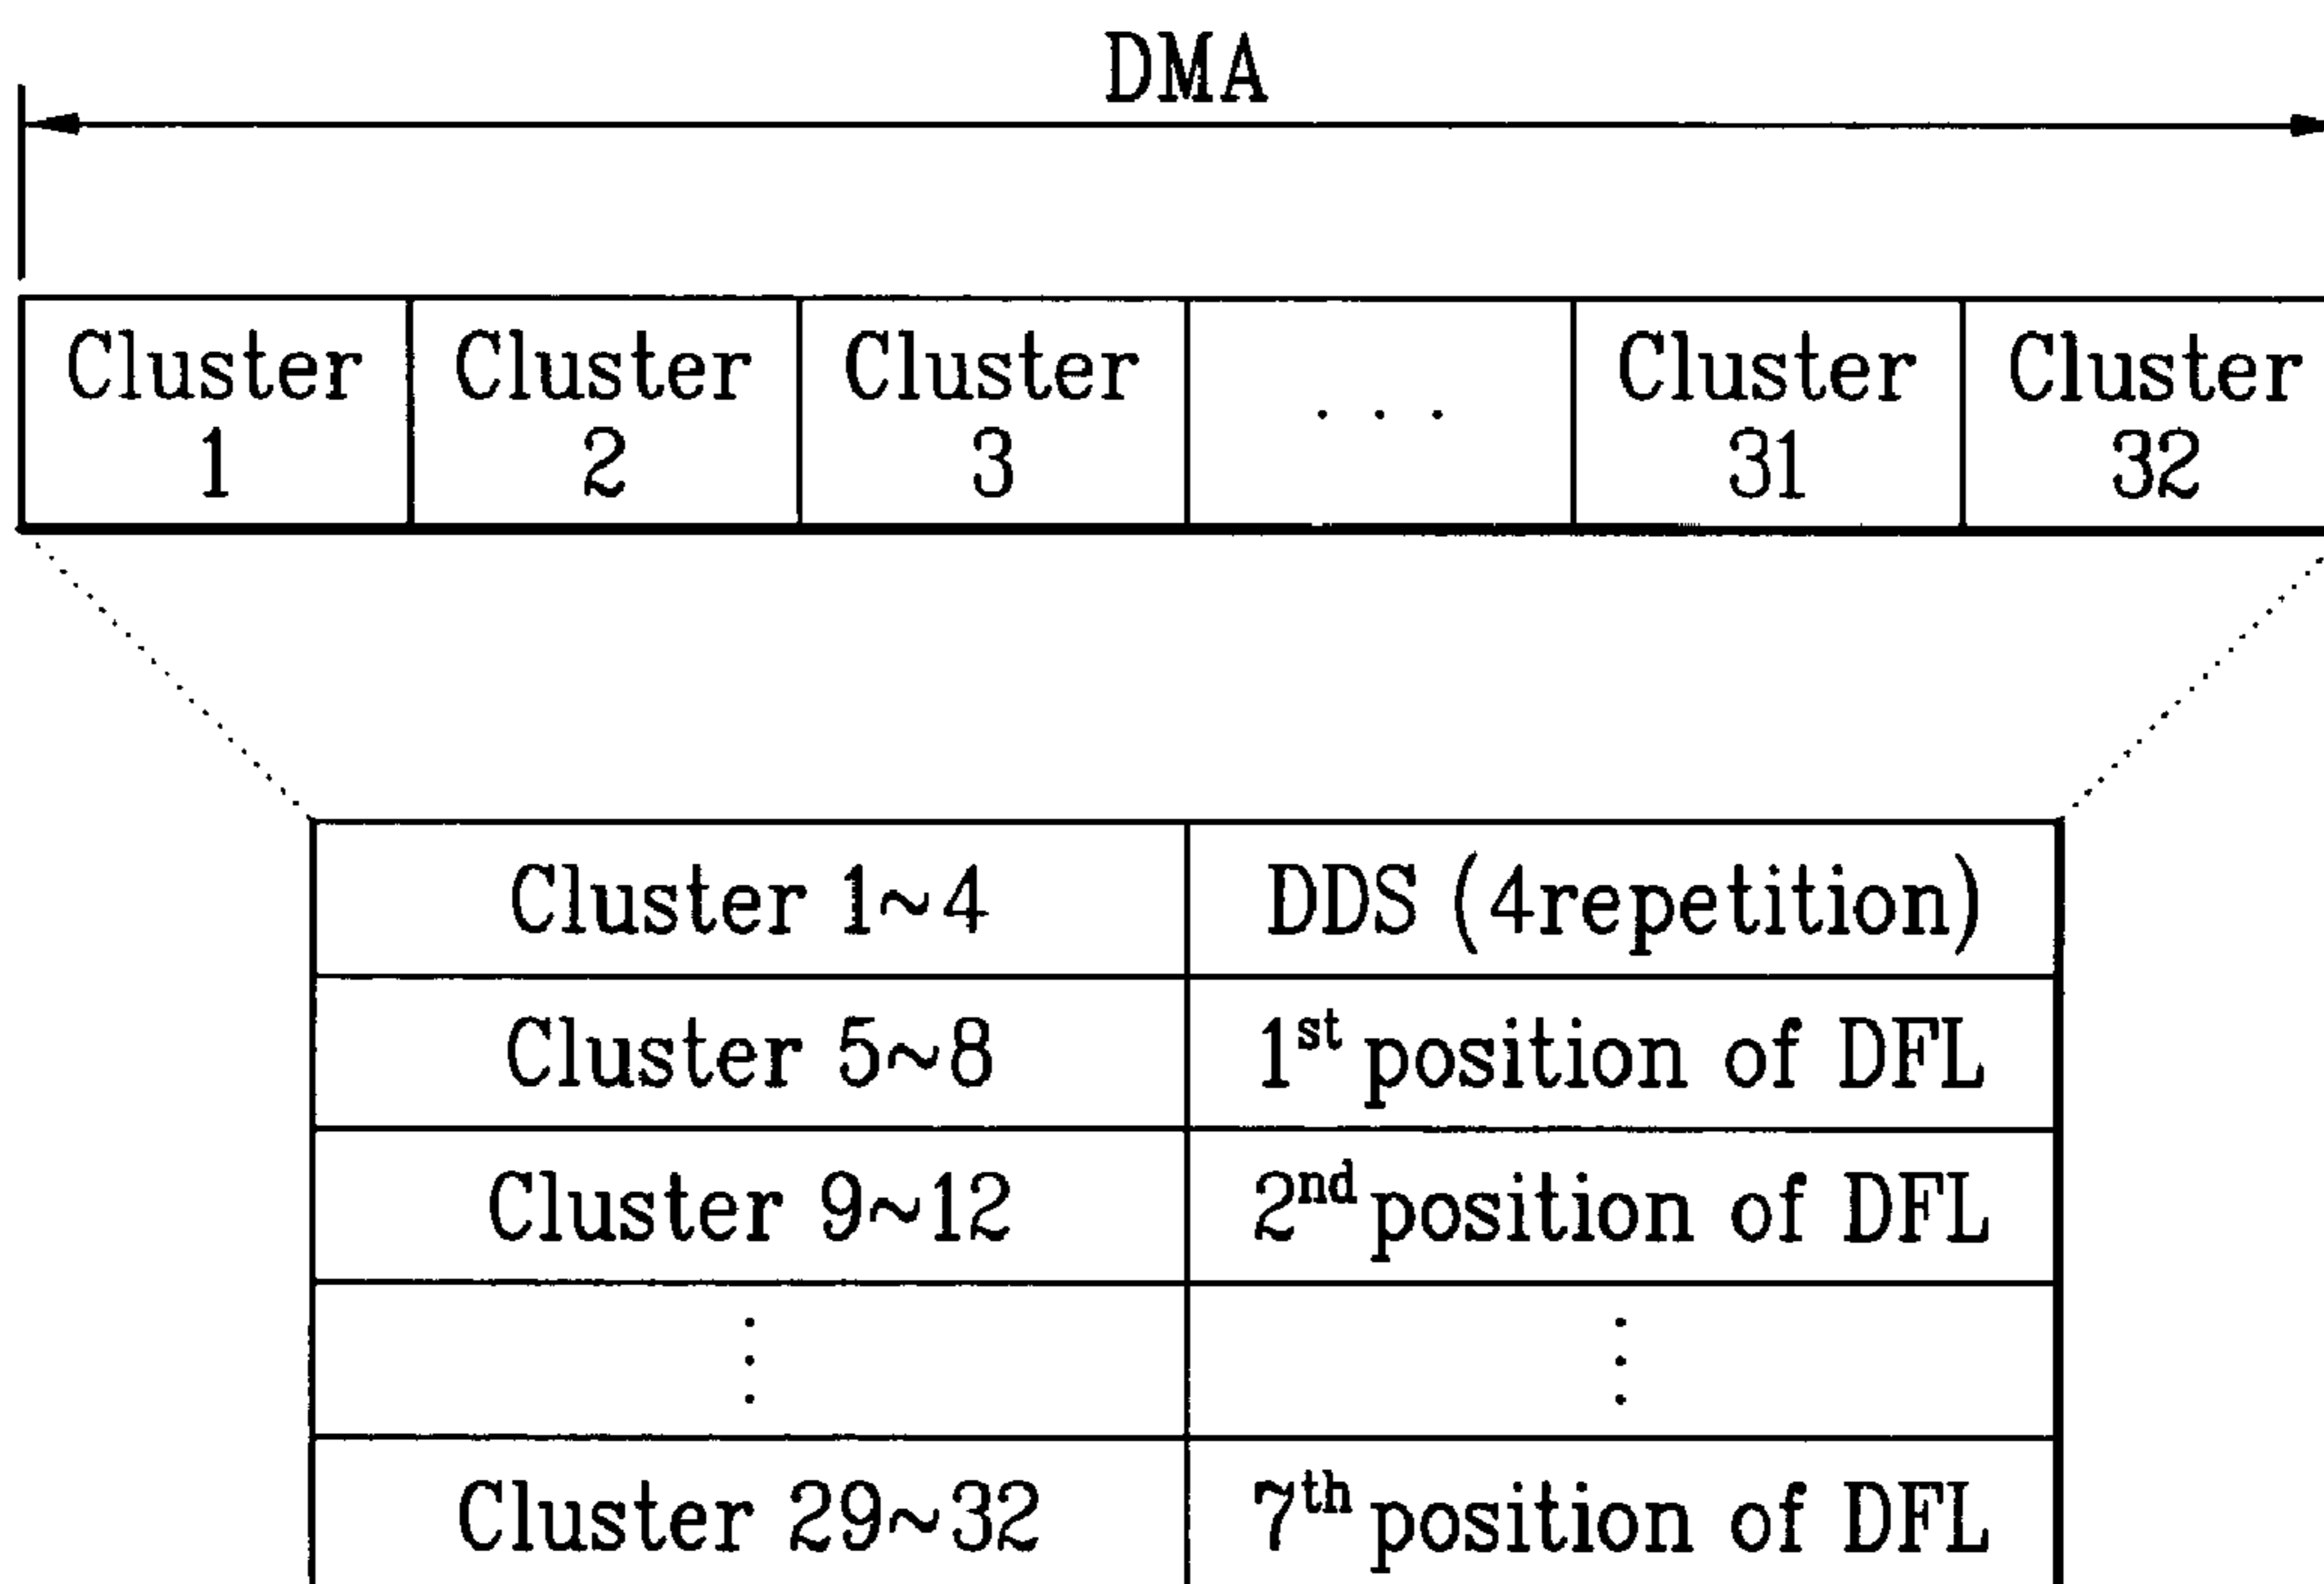 DMA
Cluster 1 Cluster 2 Cluster 3 . . . Cluster 31 Cluster 32
Cluster 1~4 DDS (4repetition)
Cluster 5~8 1st position of DFL
Cluster 9~12 2nd position of DFL
Cluster 29~32 7th position of DFL